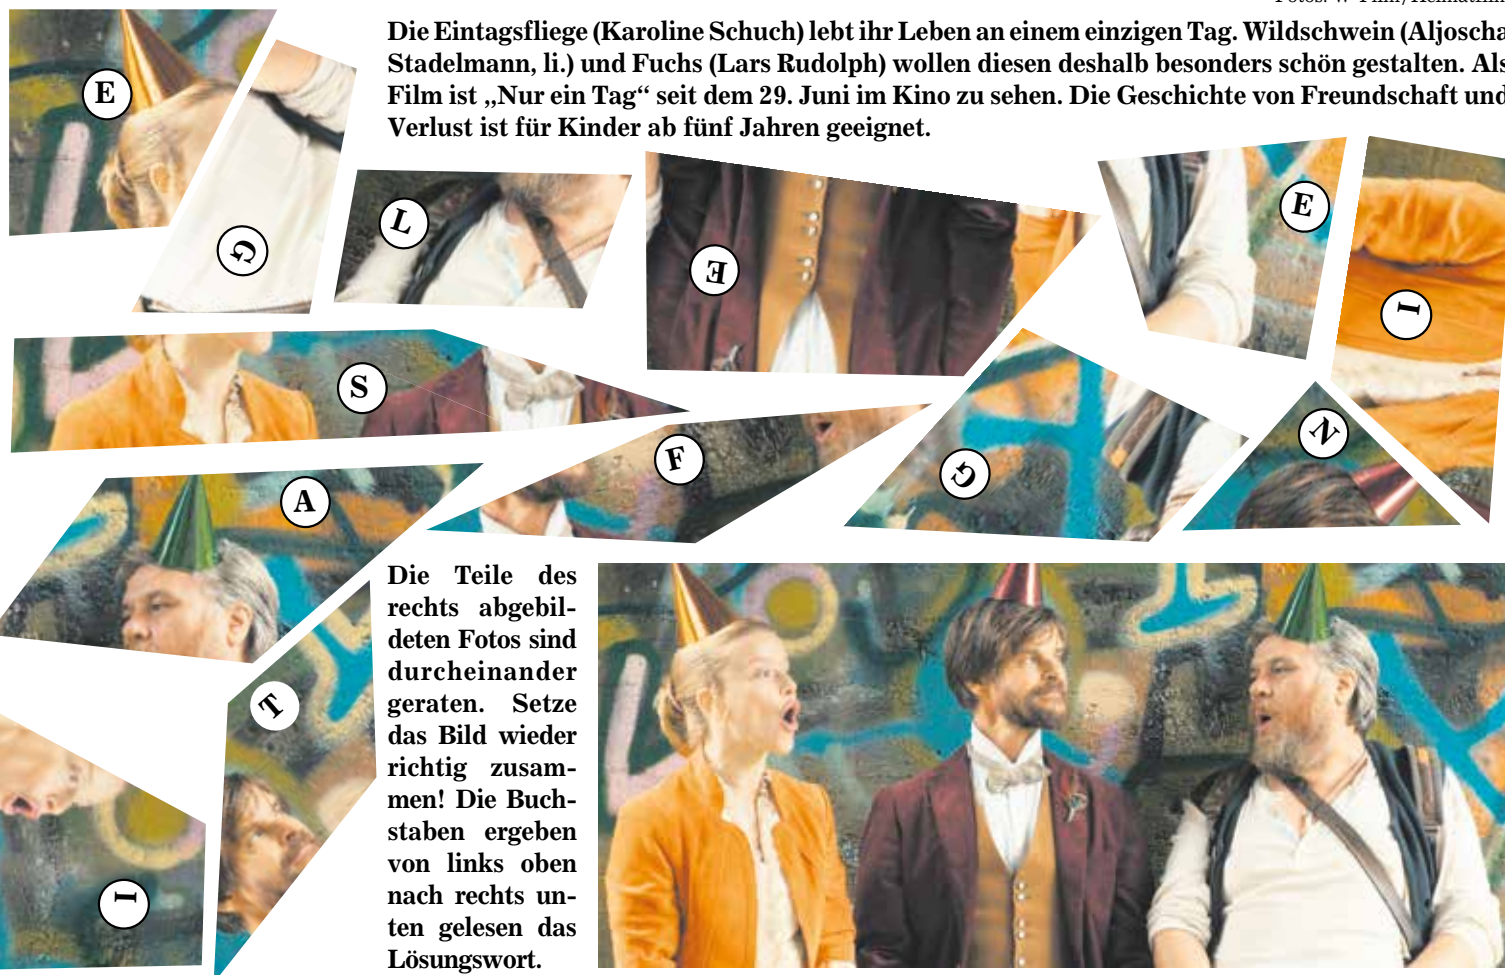 Die Eintagsfliege (Karoline Schuch) lebt ihr Leben an einem einzigen Tag. Wildschwein (Aljoscha
Stadelmann, li.) und Fuchs (Lars Rudolph) wollen diesen deshalb besonders schön gestalten. Als
Film ist „Nur ein Tag“ seit dem 29. Juni im Kino zu sehen. Die Geschichte von Freundschaft und
Verlust ist für Kinder ab fünf Jahren geeignet.
E
G
L
E
E
I
S
F
G
N
A
T
I
Die Teile des
rechts abgebil-
deten Fotos sind
durcheinander
geraten. Setze
das Bild wieder
richtig zusam-
men! Die Buch-
staben ergeben
von links oben
nach rechts un-
ten gelesen das
Lösungswort.